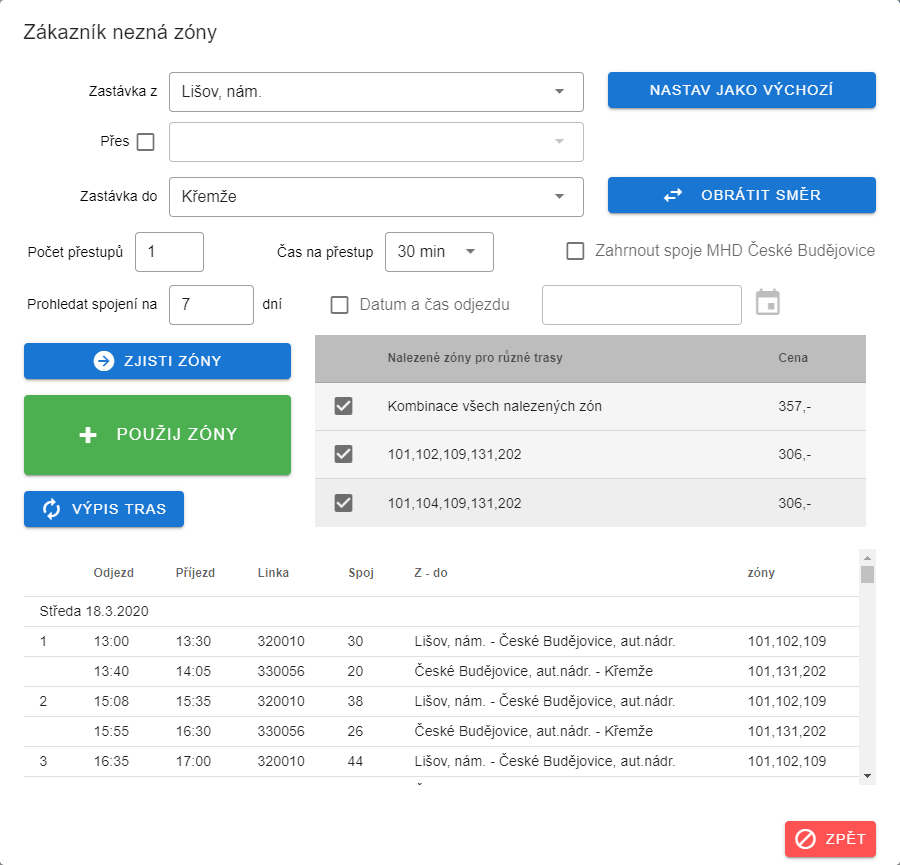 Zákazník nezná zóny
Zastávka z Lišov, nám. NASTAV JAKO VÝCHOZÍ
Přes
Zastávka do Křemže OBRÁTIT SMĚR
Počet přestupů 1 Čas na přestup 30 min Zahrnout spoje MHD České Budějovice
Prohledat spojení na 7 dní Datum a čas odjezdu
ZJISTI ZÓNY
POUŽIJ ZÓNY
VÝPIS TRAS
Nalezené zóny pro různé trasy Cena
Kombinace všech nalezených zón 357,-
101,102,109,131,202 306,-
101,104,109,131,202 306,-
Odjezd Příjezd Linka Spoj Z - do zóny
Středa 18.3.2020
1 13:00 13:30 320010 30 Lišov, nám. - České Budějovice, aut.nádr. 101,102,109
13:40 14:05 330056 20 České Budějovice, aut.nádr. - Křemže 101,131,202
2 15:08 15:35 320010 38 Lišov, nám. - České Budějovice, aut.nádr. 101,102,109
15:55 16:30 330056 26 České Budějovice, aut.nádr. - Křemže 101,131,202
3 16:35 17:00 320010 44 Lišov, nám. - České Budějovice, aut.nádr. 101,102,109
ZPĚT